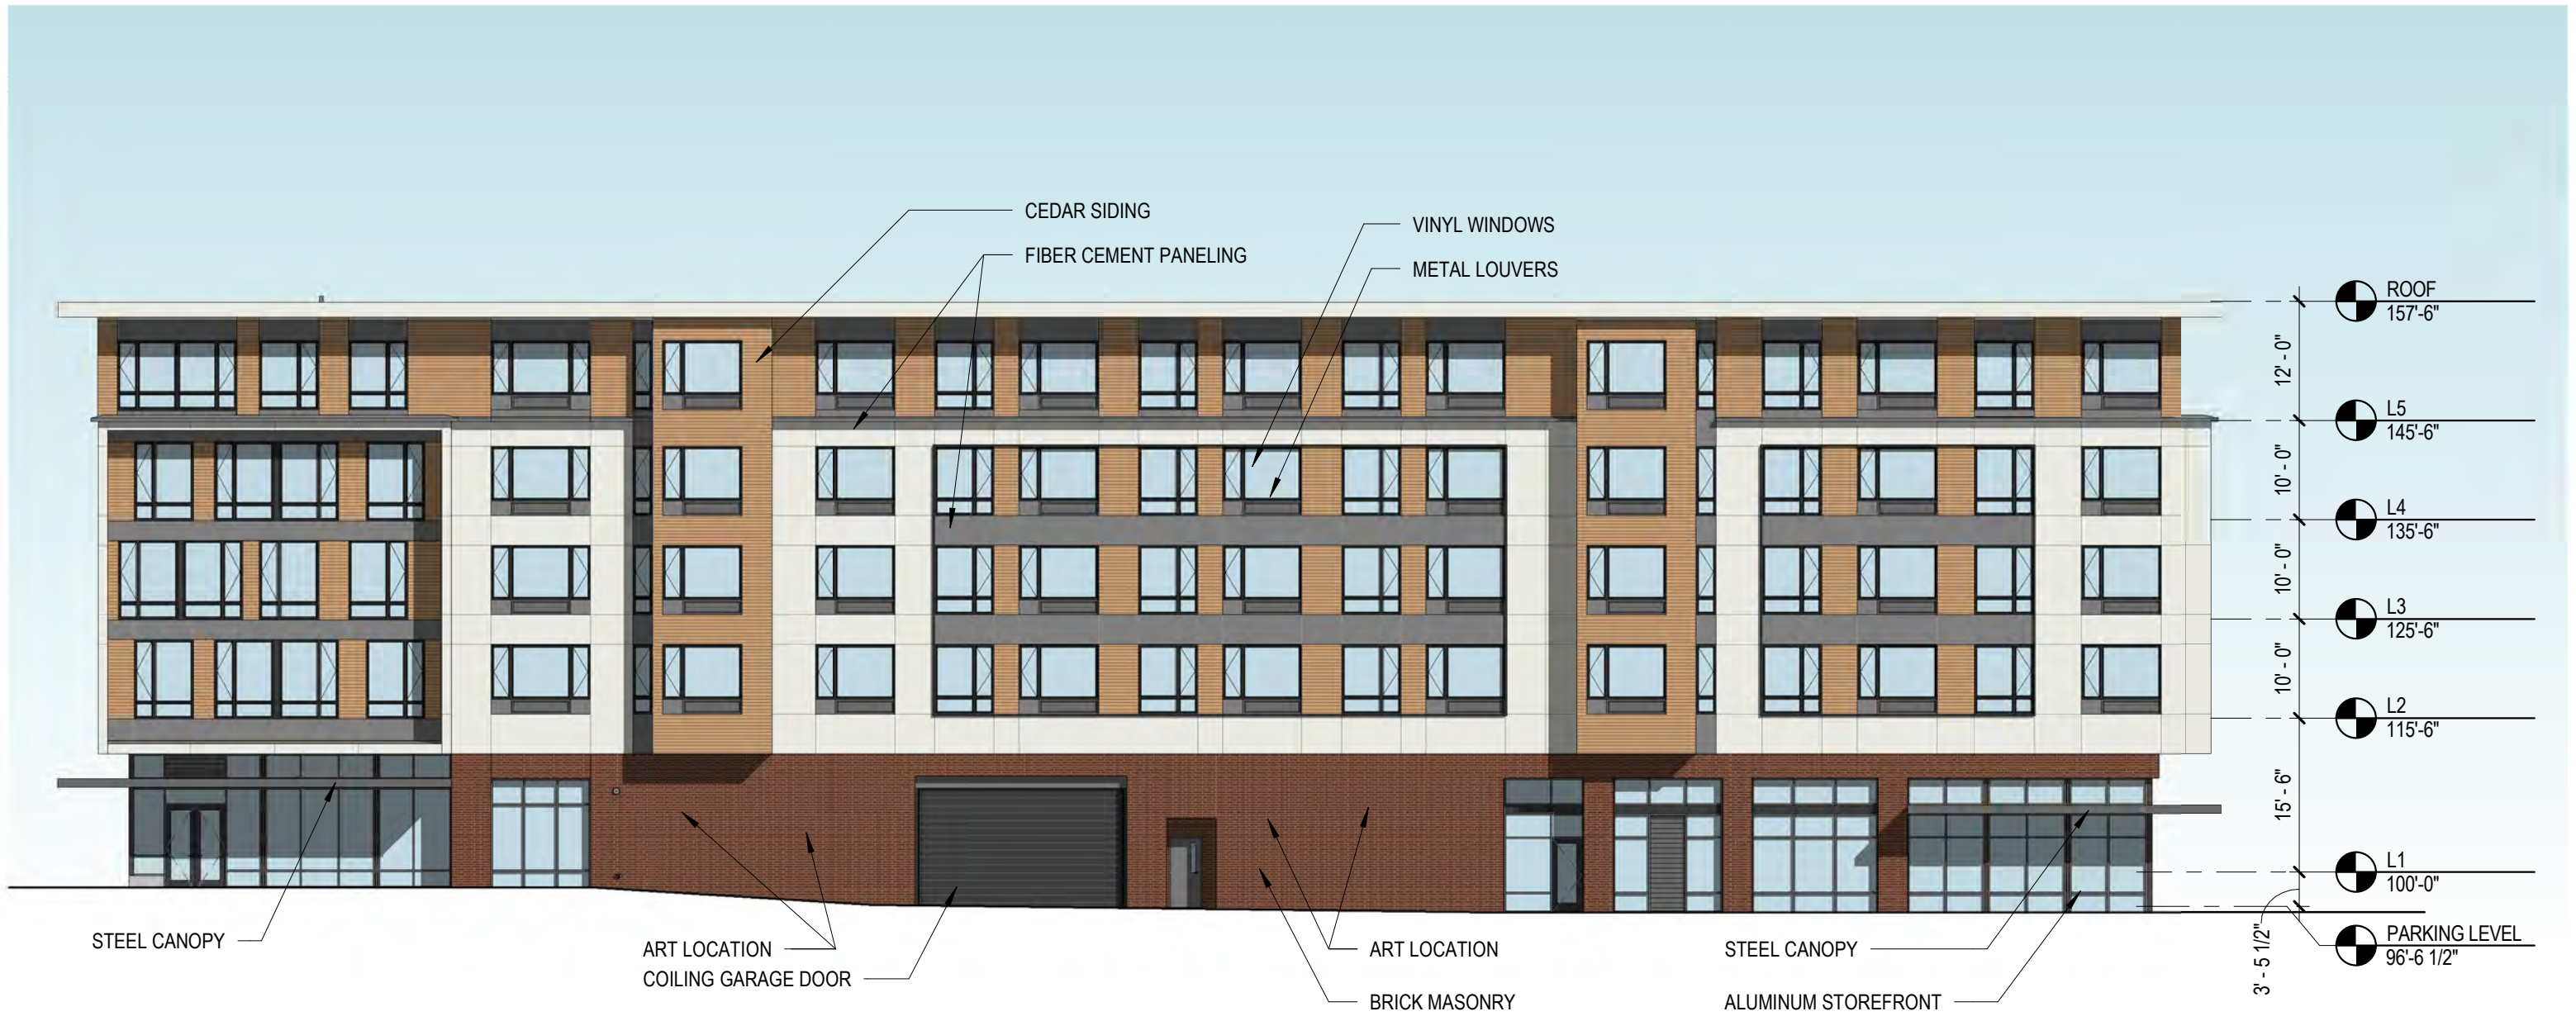 CEDAR SIDING
FIBER CEMENT PANELING
VINYL WINDOWS
METAL LOUVERS
ROOF
157'-6"
12' - 0"
L5
145'-6"
10' - 0"
L4
135'-6"
10' - 0"
L3
125'-6"
10' - 0"
L2
115'-6"
15' - 6"
L1
100'-0"
3' - 5 1/2"
PARKING LEVEL
96'-6 1/2"
STEEL CANOPY
ART LOCATION
COILING GARAGE DOOR
ART LOCATION
BRICK MASONRY
STEEL CANOPY
ALUMINUM STOREFRONT